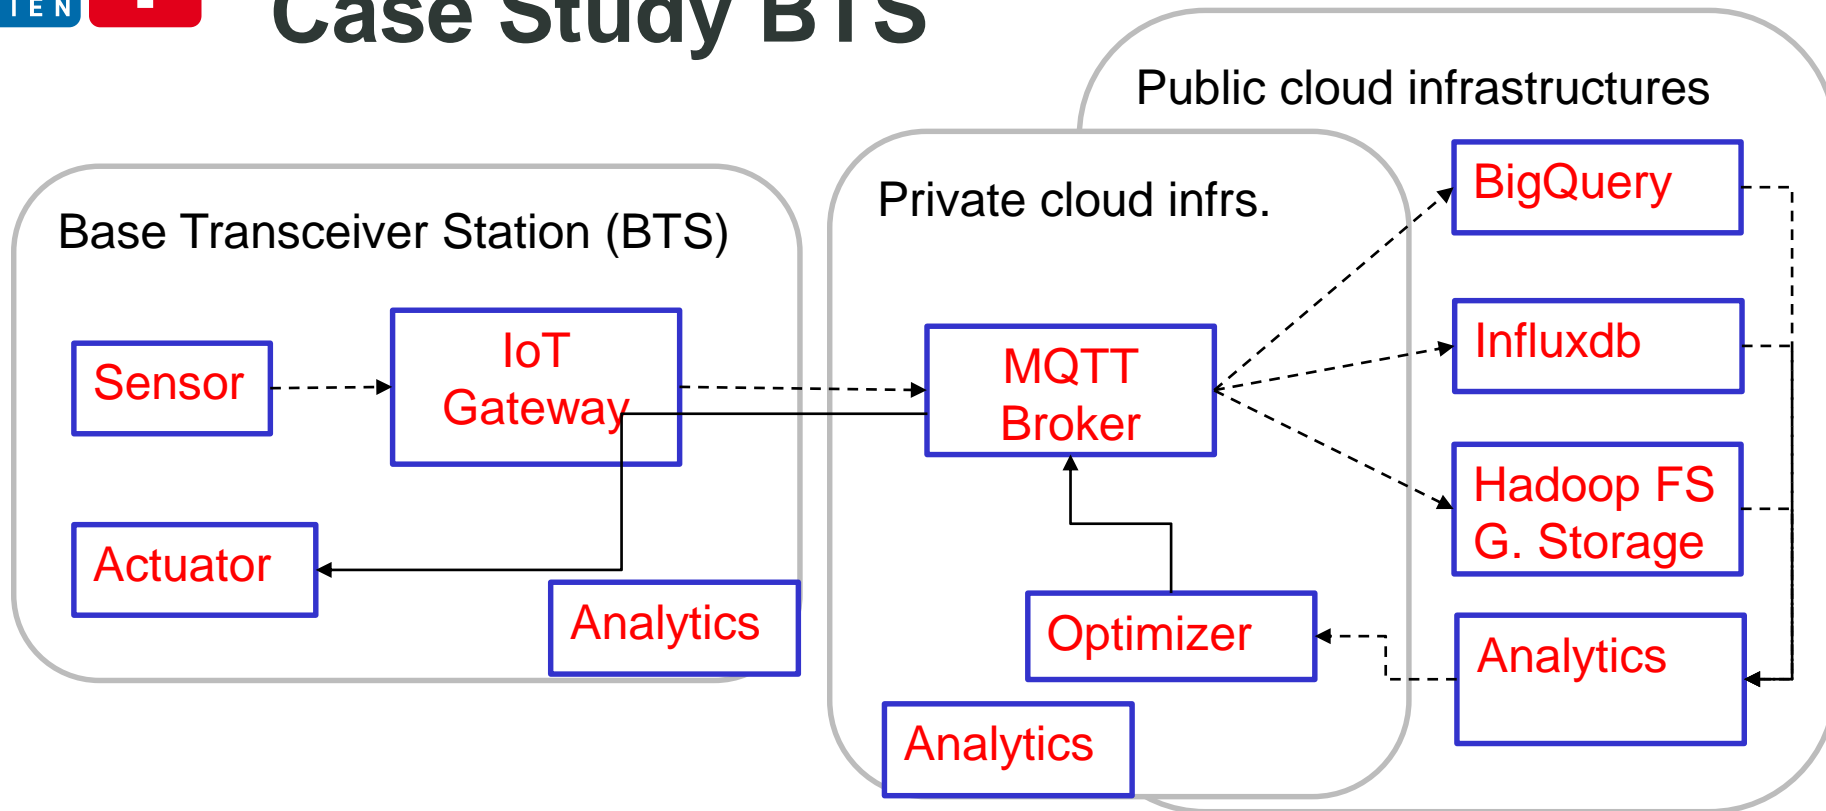 TEN
Case Study BTS
Public cloud infrastructures
Private cloud infrs.
Base Transceiver Station (BTS)
BigQuery
Influxdb
IoT
Gateway
MQTT
Broker
Sensor
Hadoop FS
G. Storage
Actuator
Analytics
Optimizer
Analytics
Analytics